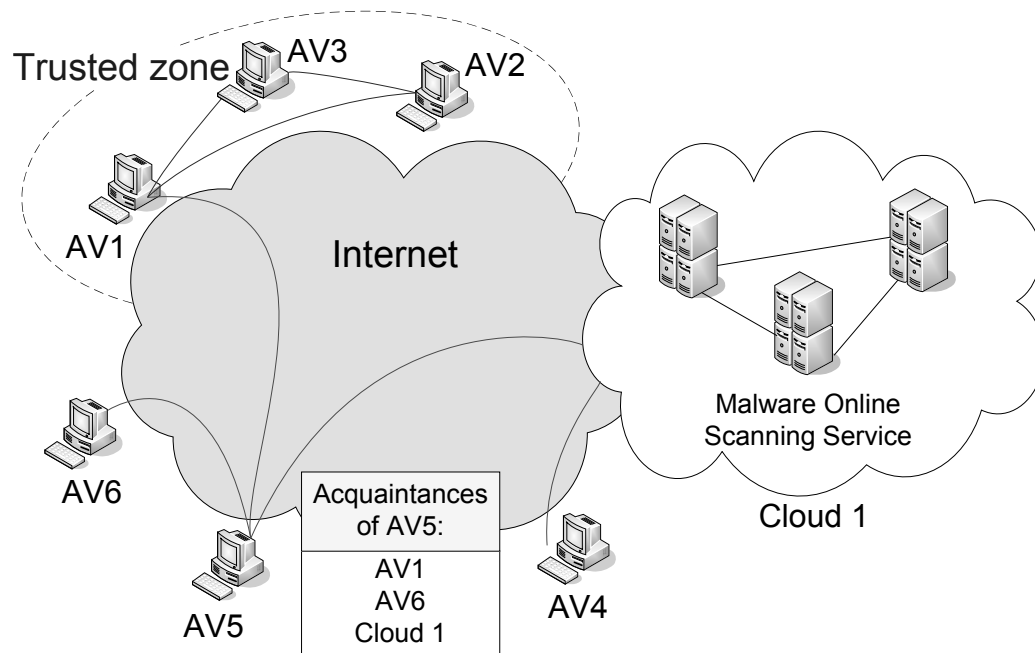 Trusted zone
AV3
AV2
AV1
Internet
Malware Online
Scanning Service
Cloud 1
AV6
AV5
Acquaintances
of AV5:
AV1
AV6
Cloud 1
AV4